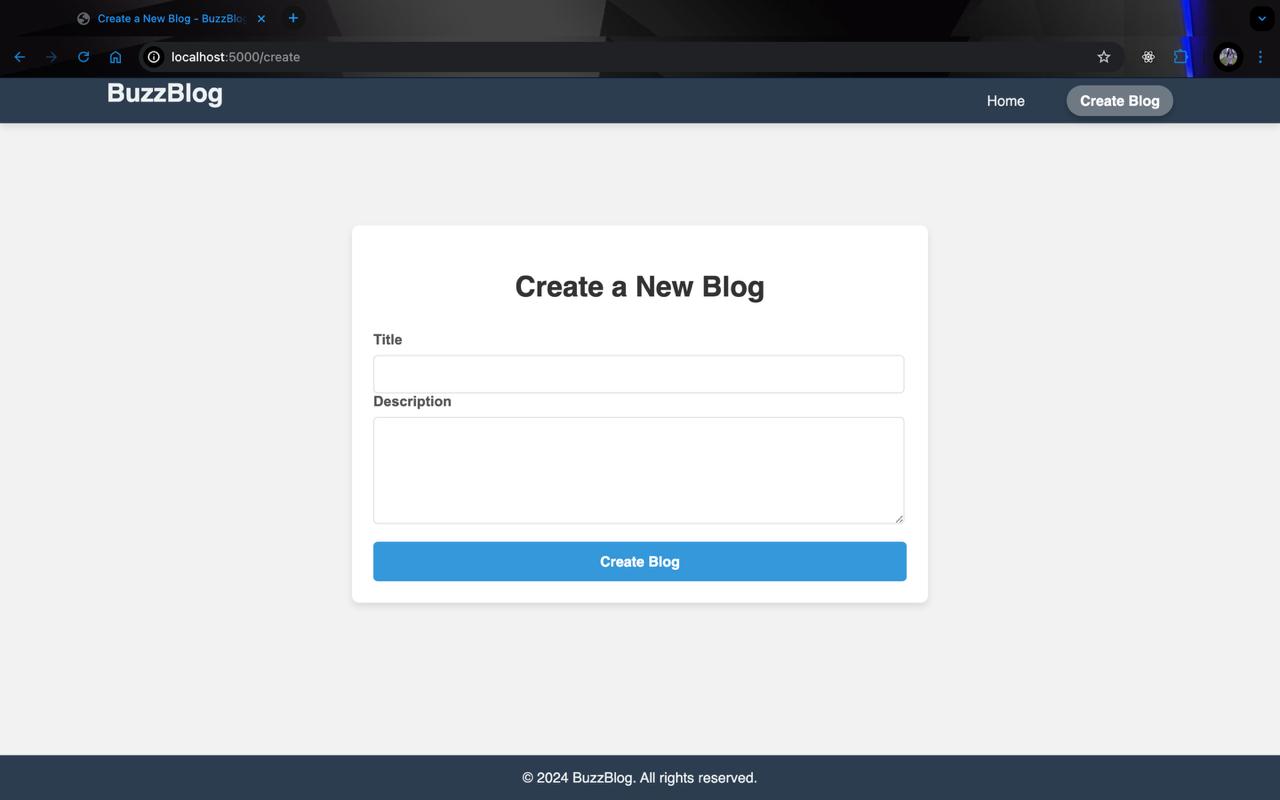 Create a New Blog - BuzzBlog
localhost:5000/create
BuzzBlog
Home
Create Blog
Create a New Blog
Title
Description
Create Blog
© 2024 BuzzBlog. All rights reserved.